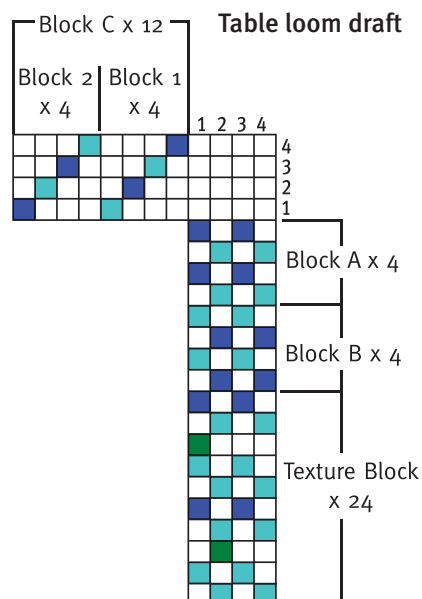 Table loom draft
Block C x 12
Block 2
x 4
Block 1
x 4
1 2 3 4
4
3
2
1
Block A x 4
Block B x 4
Texture Block
x 24